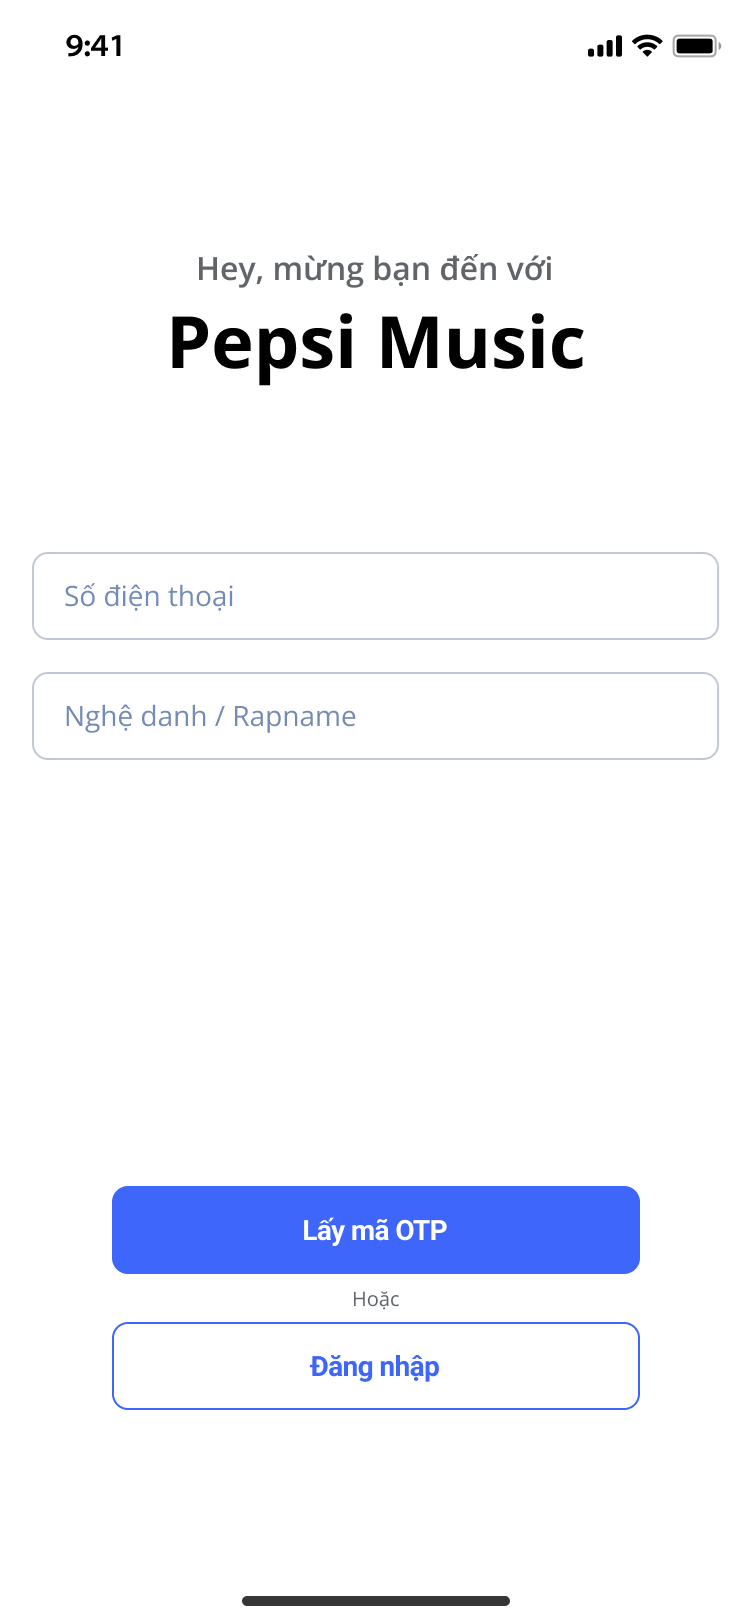 9:41
Hey, mừng bạn đến với
Pepsi Music
Số điện thoại
Nghệ danh / Rapname
Lấy mã OTP
Hoặc
Đăng nhập